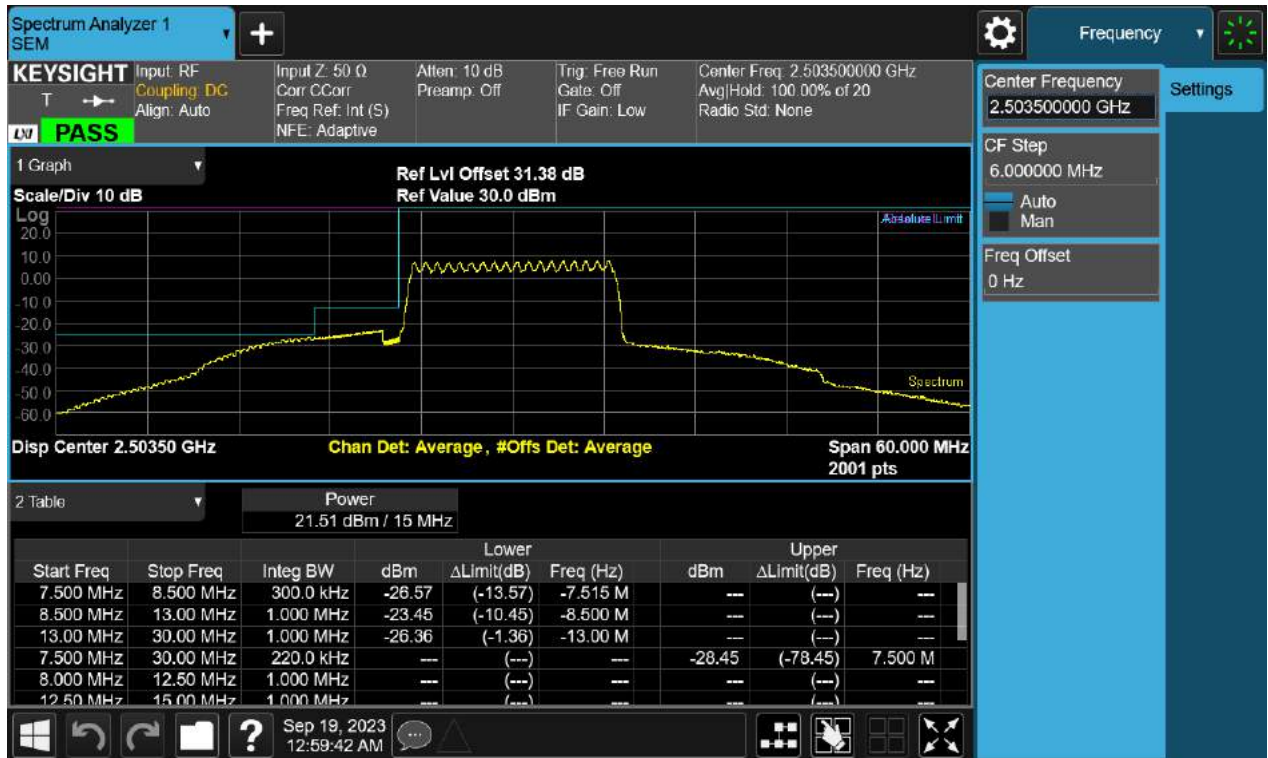 Spectrum Analyzer 1
SEM
+
Frequency
KEYSIGHT
T
LXI PASS
Input: RF
Coupling: DC
Align: Auto
Input Z: 50 Ω
Corr CCorr
Freq Ref: Int (S)
NFE: Adaptive
Atten: 10 dB
Preamp: Off
Trig: Free Run
Gate: Off
IF Gain: Low
Center Freq: 2.503500000 GHz
Avg|Hold: 100.00% of 20
Radio Std: None
Center Frequency
2.503500000 GHz
Settings
CF Step
6.000000 MHz
Auto
Man
Freq Offset
0 Hz
1 Graph
Scale/Div 10 dB
Ref Lvl Offset 31.38 dB
Ref Value 30.0 dBm
Log
Absolute Limit
20.0
10.0
0.00
-10.0
-20.0
-30.0
-40.0
-50.0
-60.0
Spectrum
Disp Center 2.50350 GHz
Chan Det: Average, #Offs Det: Average
Span 60.000 MHz
2001 pts
2 Table
Power
21.51 dBm / 15 MHz
Lower Upper
Start Freq Stop Freq Integ BW dBm ΔLimit(dB) Freq (Hz) dBm ΔLimit(dB) Freq (Hz)
7.500 MHz 8.500 MHz 300.0 kHz -26.57 (-13.57) -7.515 M --- (---) ---
8.500 MHz 13.00 MHz 1.000 MHz -23.45 (-10.45) -8.500 M --- (---) ---
13.00 MHz 30.00 MHz 1.000 MHz -26.36 (-1.36) -13.00 M --- (---) ---
7.500 MHz 30.00 MHz 220.0 kHz --- (---) --- -28.45 (-78.45) 7.500 M
8.000 MHz 12.50 MHz 1.000 MHz --- (---) --- --- (---) ---
12.50 MHz 15.00 MHz 1.000 MHz --- (---) --- --- (---) ---
?
Sep 19, 2023
12:59:42 AM